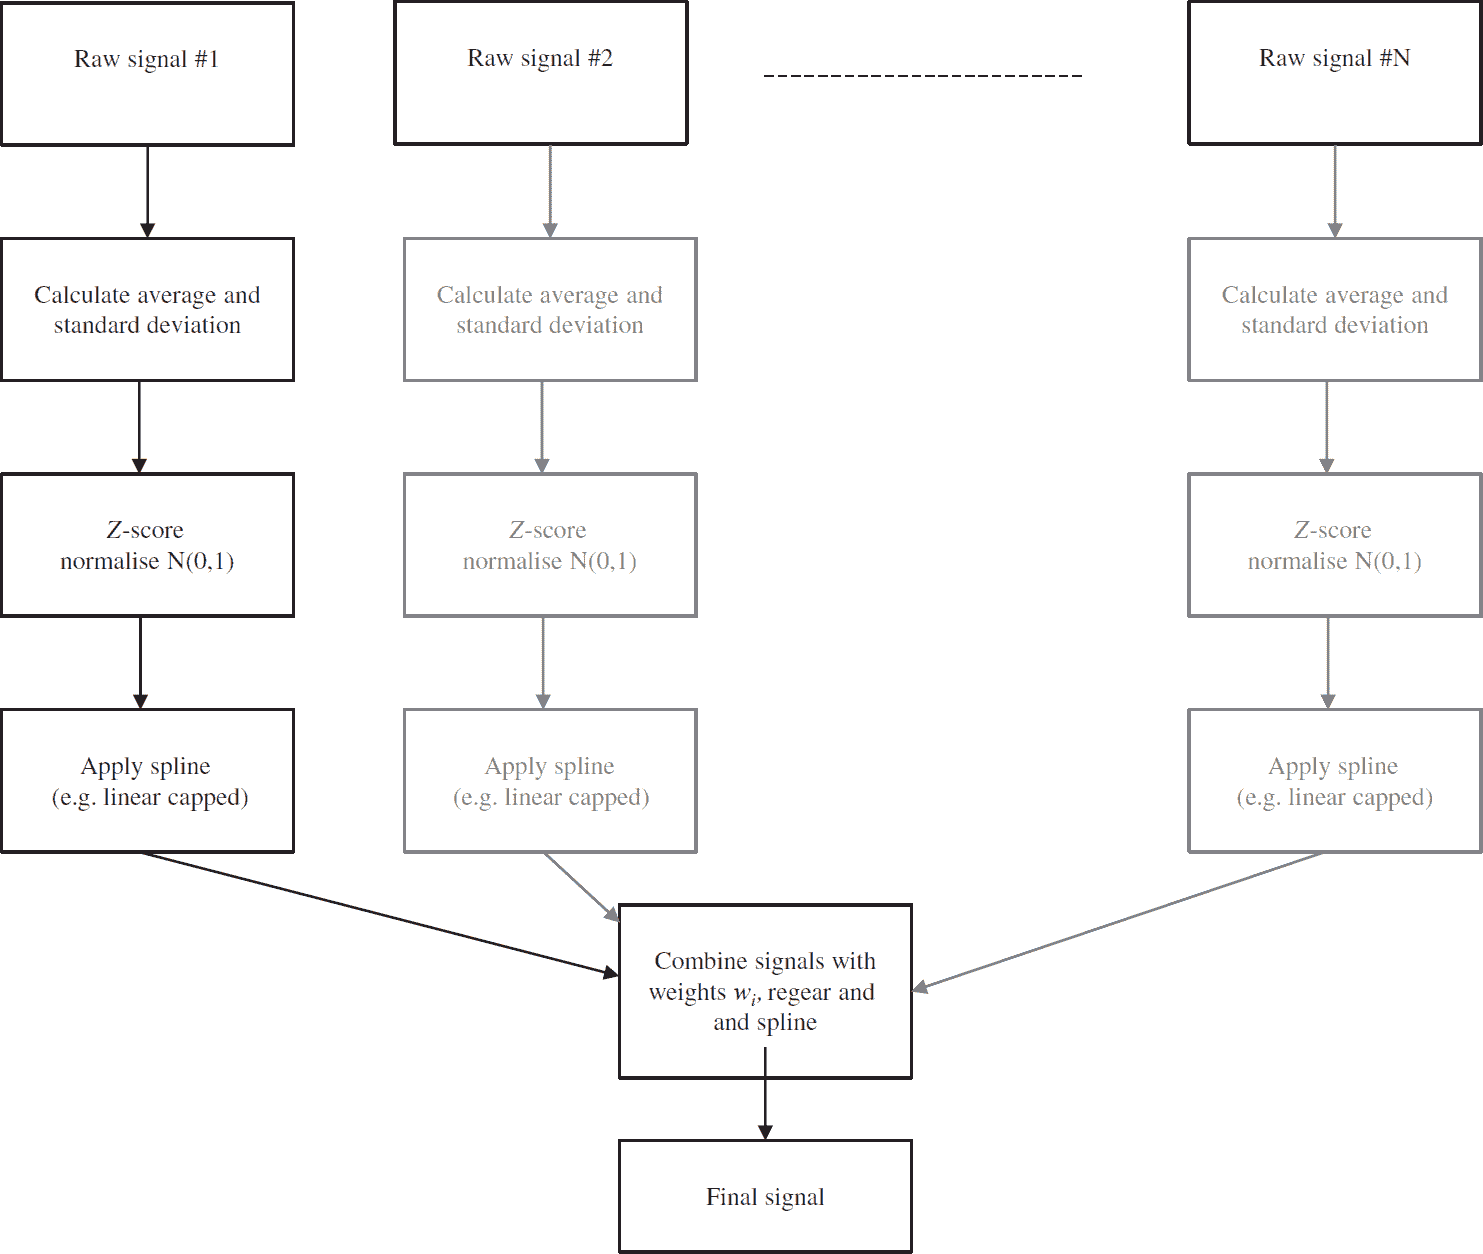 Raw signal #1
Raw signal #2
Raw signal #N
Calculate average and
standard deviation
Calculate average and
standard deviation
Calculate average and
standard deviation
Z-score
normalise N(0,1)
Z-score
normalise N(0,1)
Z-score
normalise N(0,1)
Apply spline
(e.g. linear capped)
Apply spline
(e.g. linear capped)
Apply spline
(e.g. linear capped)
Combine signals with
weights wi, regear and
and spline
Final signal